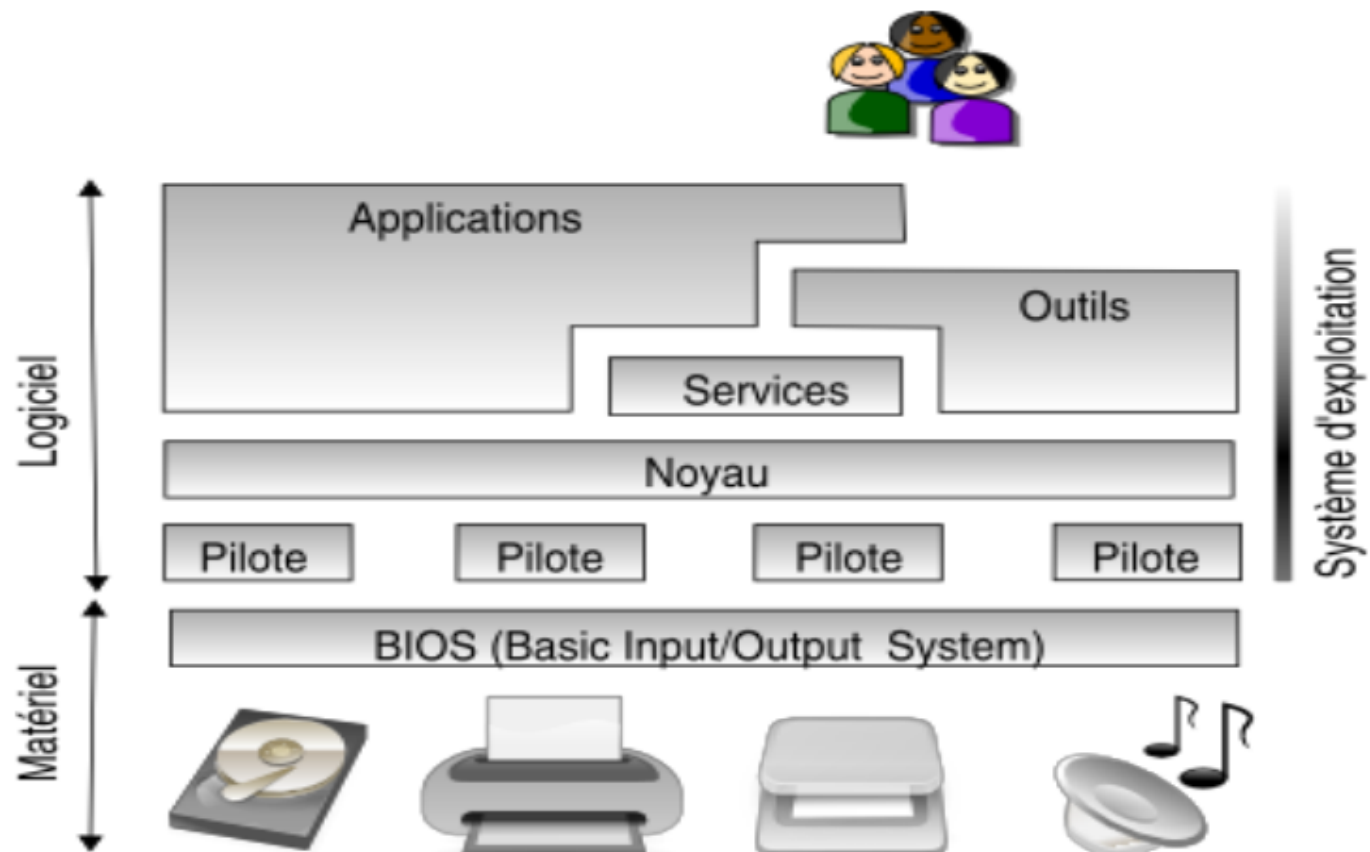 Applications
Outils
Services
Noyau
Pilote Pilote Pilote Pilote
BIOS (Basic Input/Output System)
Logiciel
Matériel
Système d'exploitation